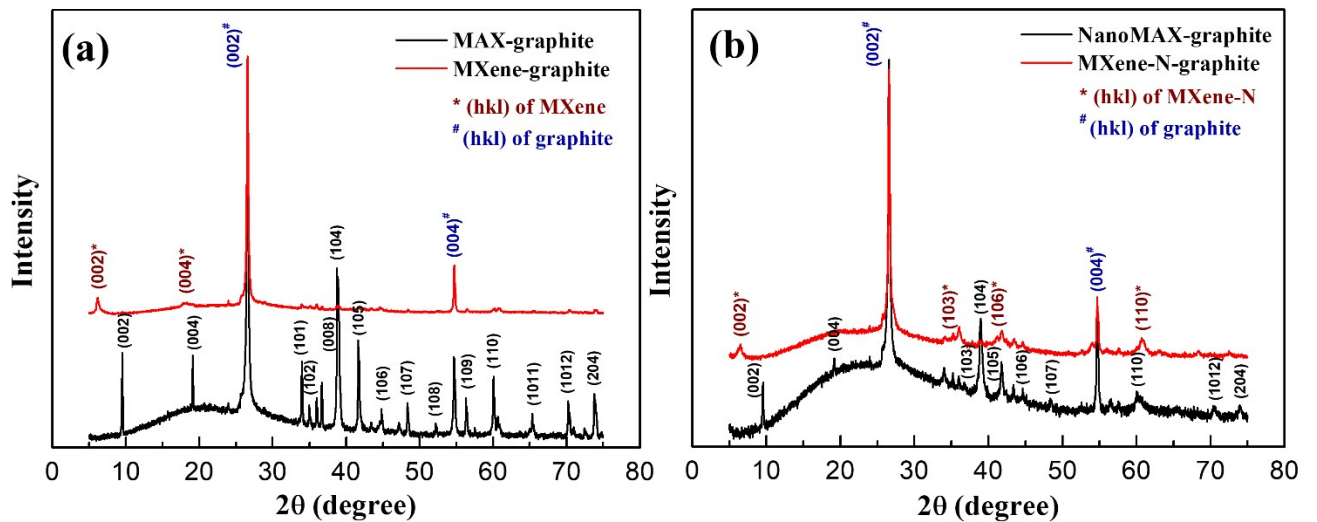 (a)
(002)#
MAX-graphite
MXene-graphite
* (hkl) of MXene
# (hkl) of graphite
Intensity
(002)*
(004)*
(104)
(004)#
(002)
(004)
(101)
(102)
(008)
(105)
(106)
(107)
(108)
(109)
(110)
(1011)
(1012)
(204)
0 10 20 30 40 50 60 70 80
2θ (degree)
(b)
(002)#
NanoMAX-graphite
MXene-N-graphite
* (hkl) of MXene-N
# (hkl) of graphite
Intensity
(002)*
(103)*
(104)
(106)*
(004)#
(110)*
(002)
(004)
(103)
(105)
(106)
(107)
(110)
(1012)
(204)
0 10 20 30 40 50 60 70 80
2θ (degree)